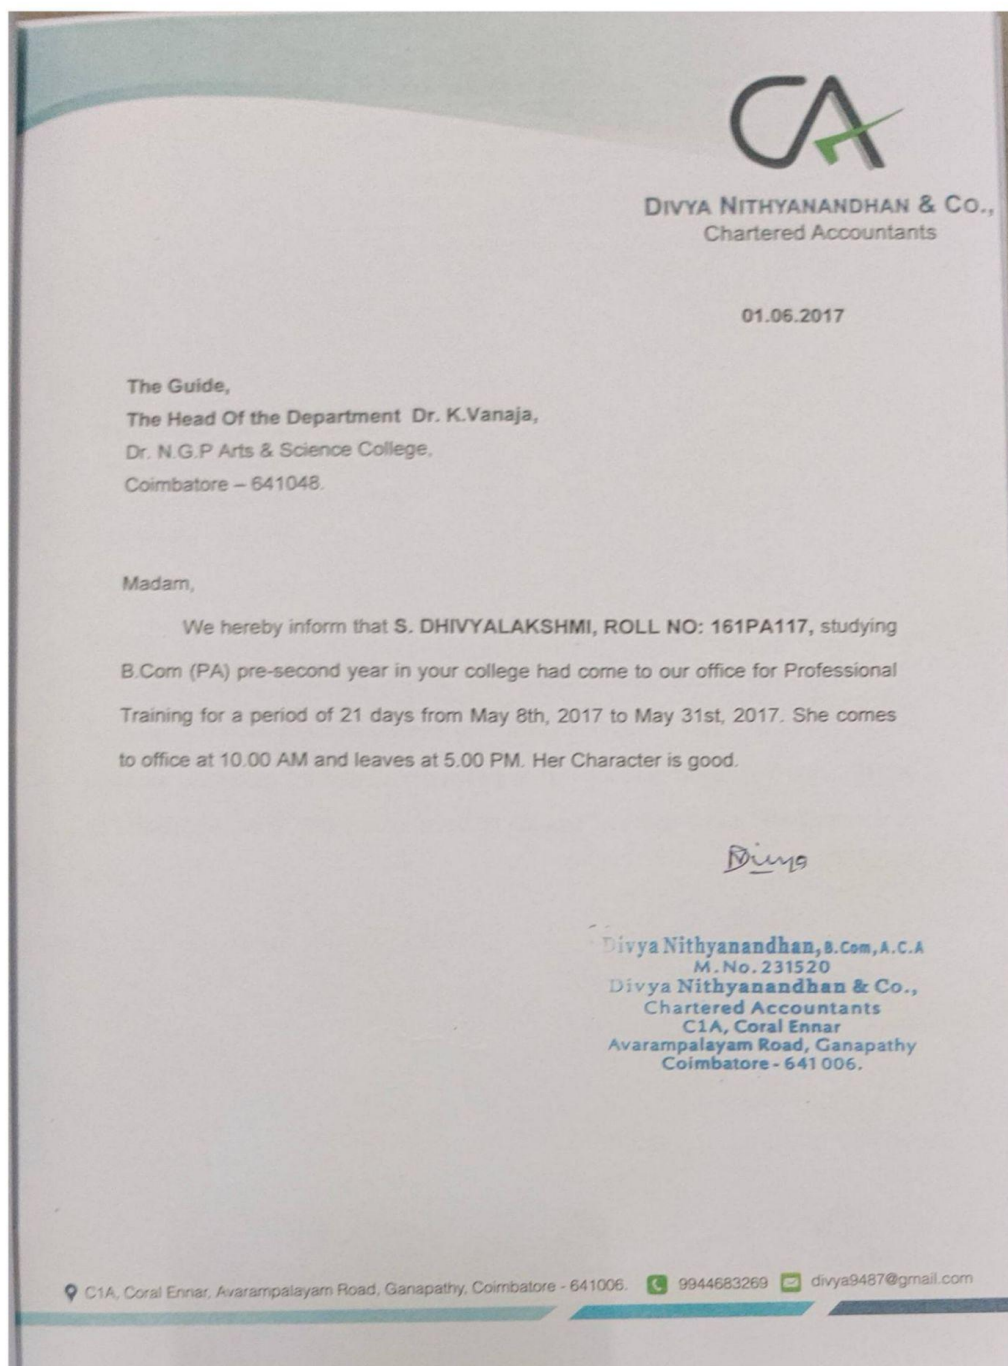 CA
DIVYA NITHYANANDHAN & CO.,
Chartered Accountants
01.06.2017
The Guide,
The Head Of the Department Dr. K.Vanaja,
Dr. N.G.P Arts & Science College,
Coimbatore – 641048.
Madam,
We hereby inform that S. DHIVYALAKSHMI, ROLL NO: 161PA117, studying
B.Com (PA) pre-second year in your college had come to our office for Professional
Training for a period of 21 days from May 8th, 2017 to May 31st, 2017. She comes
to office at 10.00 AM and leaves at 5.00 PM. Her Character is good.
Divya
Divya Nithyanandhan, B.Com, A.C.A
M.No. 231520
Divya Nithyanandhan & Co.,
Chartered Accountants
C1A, Coral Ennar
Avarampalayam Road, Ganapathy
Coimbatore - 641 006.
C1A, Coral Ennar, Avarampalayam Road, Ganapathy, Coimbatore - 641006. 9944683269 divya9487@gmail.com